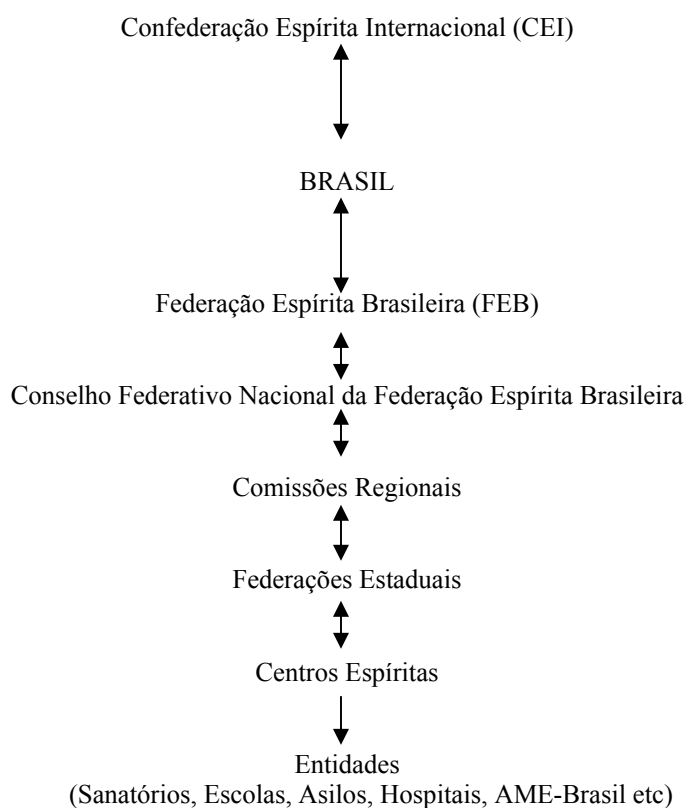 Confederação Espírita Internacional (CEI)
BRASIL
Federação Espírita Brasileira (FEB)
Conselho Federativo Nacional da Federação Espírita Brasileira
Comissões Regionais
Federações Estaduais
Centros Espíritas
Entidades
(Sanatórios, Escolas, Asilos, Hospitais, AME-Brasil etc)